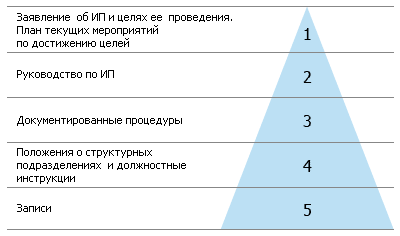 Заявление об ИП и целях ее проведения.
План текущих мероприятий
по достижению целей
1
Руководство по ИП
2
Документированные процедуры
3
Положения о структурных
подразделениях и должностные
инструкции
4
Записи
5